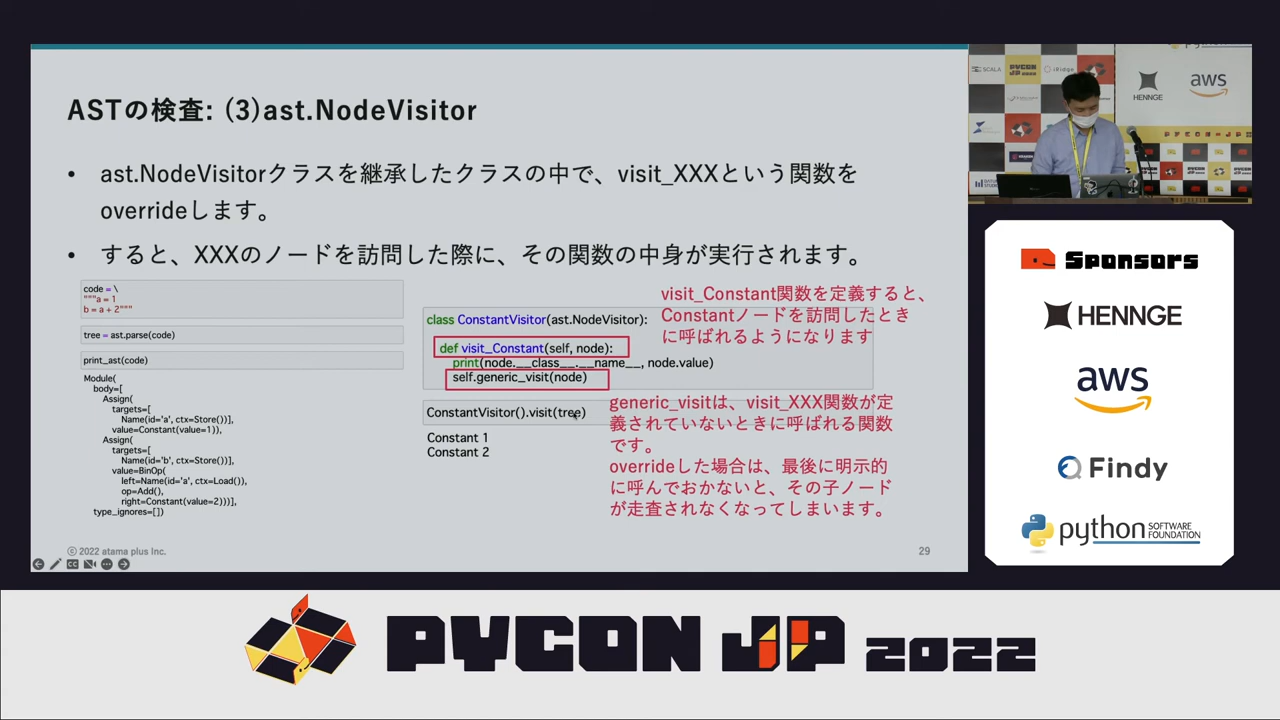 ASTの検査: (3)ast.NodeVisitor
• ast.NodeVisitorクラスを継承したクラスの中で、visit_XXXという関数を
overrideします。
• すると、XXXのノードを訪問した際に、その関数の中身が実行されます。
code = \
"""a = 1
b = a + 2"""
tree = ast.parse(code)
print_ast(code)
Module(
body=[
Assign(
targets=[
Name(id='a', ctx=Store())],
value=Constant(value=1)),
Assign(
targets=[
Name(id='b', ctx=Store())],
value=BinOp(
left=Name(id='a', ctx=Load()),
op=Add(),
right=Constant(value=2)))],
type_ignores=[])
class ConstantVisitor(ast.NodeVisitor):
def visit_Constant(self, node):
print(node.__class__.__name__, node.value)
self.generic_visit(node)
ConstantVisitor().visit(tree)
Constant 1
Constant 2
visit_Constant関数を定義すると、
Constantノードを訪問したとき
に呼ばれるようになります
generic_visitは、visit_XXX関数が定
義されていないときに呼ばれる関数
です。
overrideした場合は、最後に明示的
に呼んでおかないと、その子ノード
が走査されなくなってしまいます。
© 2022 atama plus Inc.
29
SCALA
PYCON
JP 2022
HENNGE
aws
Sponsors
HENNGE
aws
Findy
python SOFTWARE
FOUNDATION
PYCON JP 2022